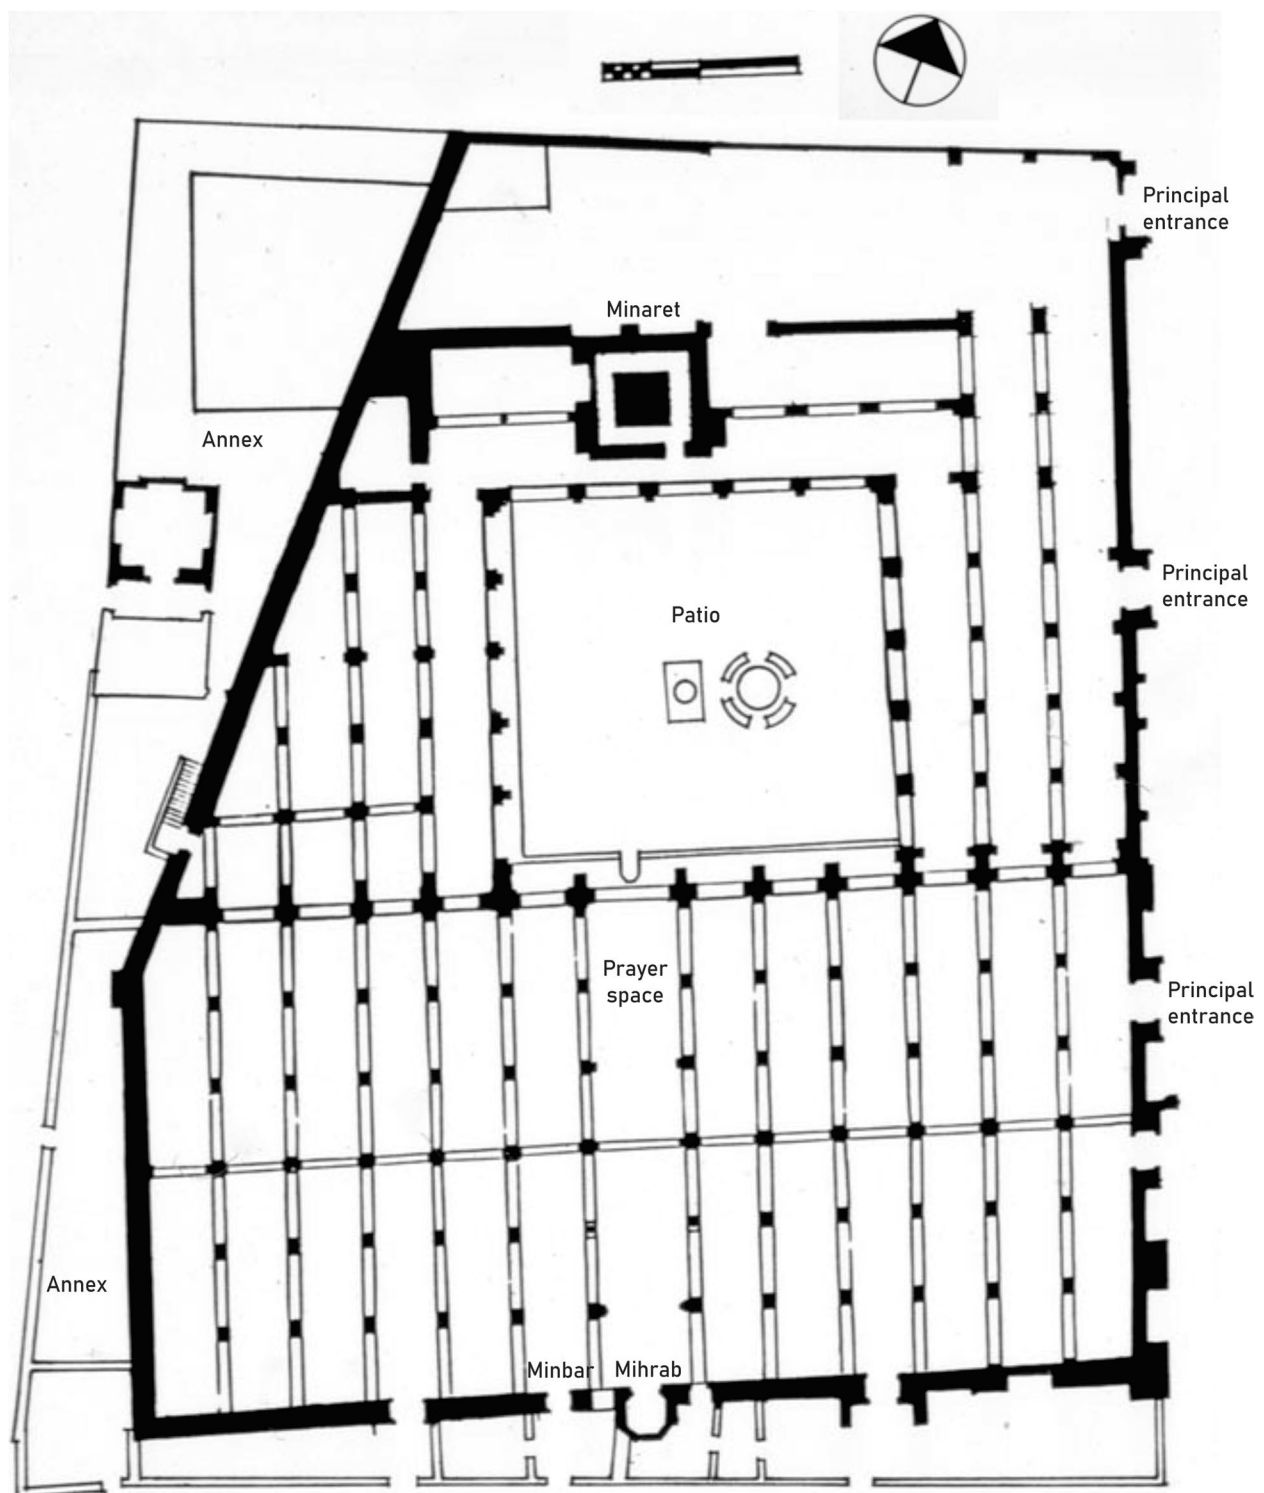 Principal
entrance
Minaret
Annex
Principal
entrance
Patio
Prayer
space
Principal
entrance
Annex
Minbar
Mihrab